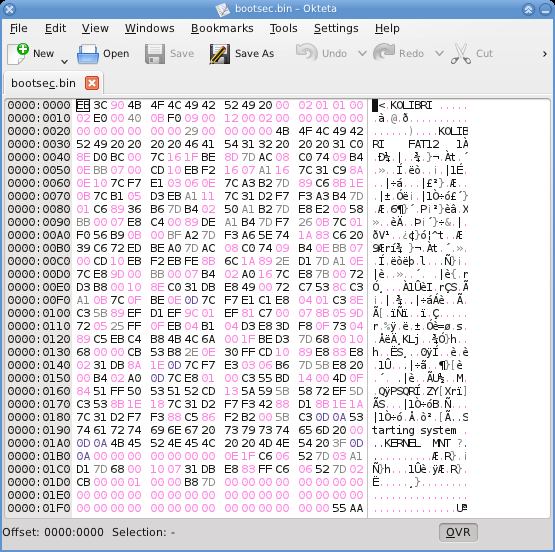 bootsec.bin – Okteta
File Edit View Windows Bookmarks Tools Settings Help
New Open Save Save As Undo Redo Cut
bootsec.bin
0000:0000 EB 3C 90 4B 4F 4C 49 42 52 49 20 00 02 01 01 00 ë<.KOLIBRI .....
0000:0010 02 E0 00 40 0B F0 09 00 12 00 02 00 00 00 00 00 .à.@.ð..........
0000:0020 00 00 00 00 00 00 29 00 00 00 00 4B 4F 4C 49 42 ......)....KOLIB
0000:0030 52 49 20 20 20 20 46 41 54 31 32 20 20 20 31 C0 RI    FAT12   1À
0000:0040 8E D0 BC 00 7C 16 1F BE 8D 7D AC 08 C0 74 09 B4 .Ð¼.|..¾.}¬.Àt.´
0000:0050 0E BB 07 00 CD 10 EB F2 16 07 A1 16 7C 31 C9 8A .»..Í.ëò..¡.|1É.
0000:0060 0E 10 7C F7 E1 03 06 0E 7C A3 B2 7D 89 C6 8B 1E ..|÷á...|£²}.Æ..
0000:0070 0B 7C B1 05 D3 EB A1 11 7C 31 D2 F7 F3 A3 B4 7D .|±.Óë¡.|1Ò÷ó£´}
0000:0080 01 C6 89 36 B6 7D B4 02 50 A1 B2 7D E8 E2 00 58 .Æ.6¶}´.P¡²}èâ.X
0000:0090 BB 00 07 E8 C4 00 89 DE A1 B4 7D F7 26 0B 7C 01 »..èÄ..Þ¡´}÷&.|.
0000:00A0 F0 56 B9 0B 00 BF A2 7D F3 A6 5E 74 1A 83 C6 20 ðV¹..¿¢}ó¦^t..Æ
0000:00B0 39 C6 72 ED BE A0 7D AC 08 C0 74 09 B4 0E BB 07 9Ærí¾ }¬.Àt.´.».
0000:00C0 00 CD 10 EB F2 EB FE 8B 6C 1A 89 2E D1 7D A1 0E .Í.ëòëþ.l...Ñ}¡.
0000:00D0 7C E8 9D 00 BB 00 07 B4 02 A0 16 7C E8 7B 00 72 |è..»..´. .|è{.r
0000:00E0 D3 B8 00 10 8E C0 31 DB E8 49 00 72 C7 53 8C C3 Ó¸...À1ÛèI.rÇS.Ã
0000:00F0 A1 0B 7C 0F BE 0E 0D 7C F7 E1 C1 E8 04 01 C3 8E ¡.|.¾..|÷áÁè..Ã.
0000:0100 C3 5B 89 EF D1 EF 9C 01 EF 81 C7 00 07 8B 05 9D Ã[.ïÑï..ï.Ç.....
0000:0110 72 05 25 FF 0F EB 04 B1 04 D3 E8 3D F8 0F 73 04 r.%ÿ.ë.±.Óè=ø.s.
0000:0120 89 C5 EB C4 B8 4B 4C 6A 00 1F BE D3 7D 68 00 10 .ÅëÄ¸KLj..¾Ó}h..
0000:0130 68 00 00 CB 53 B8 2E 0E 30 FF CD 10 89 E8 83 E8 h..ËS¸..0ÿÍ..è.è
0000:0140 02 31 DB 8A 1E 0D 7C F7 E3 03 06 B6 7D 5B E8 20 .1Û...|÷ã..¶}[è
0000:0150 00 B4 02 A0 0D 7C E8 01 00 C3 55 BD 14 00 4D 0F .´. .|è..ÃU½..M.
0000:0160 84 51 FF 50 53 51 52 CD 13 5A 59 5B 58 72 EF 5D .QÿPSQRÍ.ZY[Xrï]
0000:0170 C3 53 8B 1E 18 7C 31 D2 F7 F3 42 88 D1 8B 1E 1A ÃS...|1Ò÷óB.Ñ...
0000:0180 7C 31 D2 F7 F3 88 C5 86 F2 B2 00 5B C3 0D 0A 53 |1Ò÷ó.Å.ò².[Ã..S
0000:0190 74 61 72 74 69 6E 67 20 73 79 73 74 65 6D 20 00 tarting system .
0000:01A0 0D 0A 4B 45 52 4E 45 4C 20 20 4D 4E 54 20 3F 0D ..KERNEL  MNT ?.
0000:01B0 0A 00 00 00 00 00 00 00 0E 1F C6 06 52 7D 03 A1 ..........Æ.R}.¡
0000:01C0 D1 7D 68 00 10 07 31 DB E8 83 FF C6 06 52 7D 02 Ñ}h...1Ûè.ÿÆ.R}.
0000:01D0 CB 00 00 00 01 00 00 B8 7D 00 00 00 00 00 00 00 Ë......¸}.......
0000:01E0 00 00 00 00 00 00 00 00 00 00 00 00 00 00 00 00 ................
0000:01F0 00 00 00 00 00 00 00 00 00 00 00 00 00 00 55 AA ..............Uª
Offset: 0000:0000 Selection: - OVR